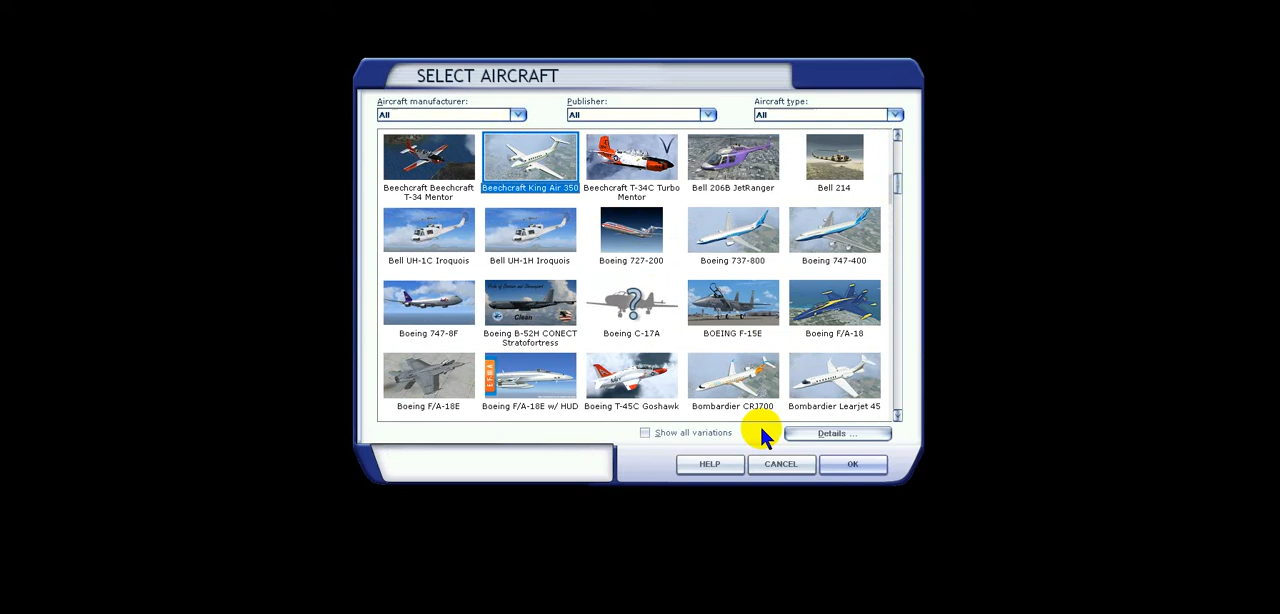 SELECT AIRCRAFT
Aircraft manufacturer:
Publisher:
Aircraft type:
All
All
All
Beechcraft Beechcraft
T-34 Mentor
Beechcraft King Air 350
Beechcraft T-34C Turbo
Mentor
Bell 206B JetRanger
Bell 214
Bell UH-1C Iroquois
Bell UH-1H Iroquois
Boeing 727-200
Boeing 737-800
Boeing 747-400
Clean
Boeing 747-8F
Boeing B-52H CONECT
Stratofortress
Boeing C-17A
BOEING F-15E
Boeing F/A-18
Boeing F/A-18E
Boeing F/A-18E w/ HUD
Boeing T-45C Goshawk
Bombardier CRJ700
Bombardier Learjet 45
Show all variations
Details ...
HELP
CANCEL
OK